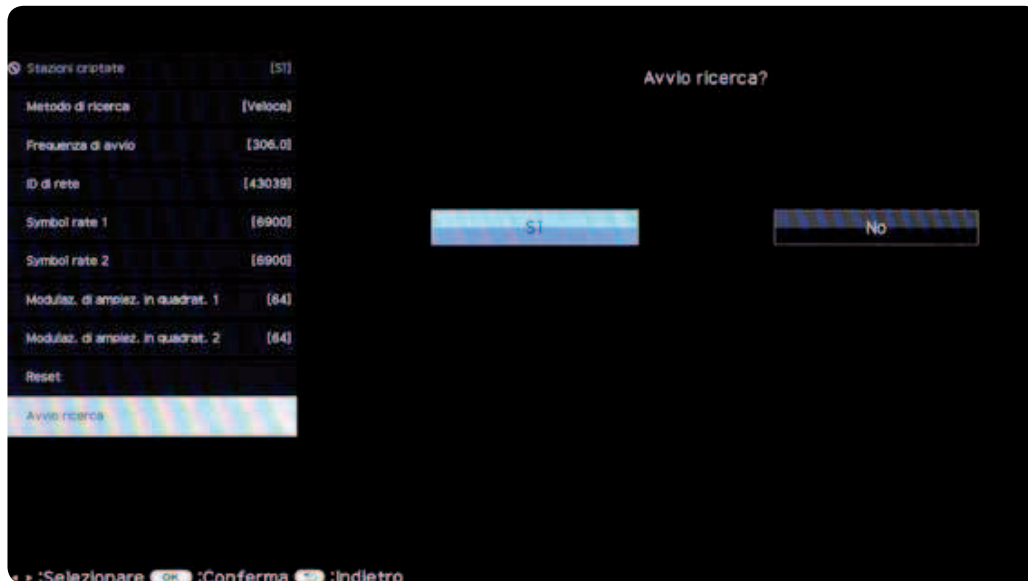 Stazioni criptate [Sì]
Avvio ricerca?
Metodo di ricerca [Veloce]
Frequenza di avvio [306.0]
ID di rete [43039]
Symbol rate 1 [6900]
Sì
No
Symbol rate 2 [6900]
Modulaz. di ampiez. in quadrat. 1 [64]
Modulaz. di ampiez. in quadrat. 2 [64]
Reset
Avvio ricerca
:Selezionare OK :Conferma :Indietro